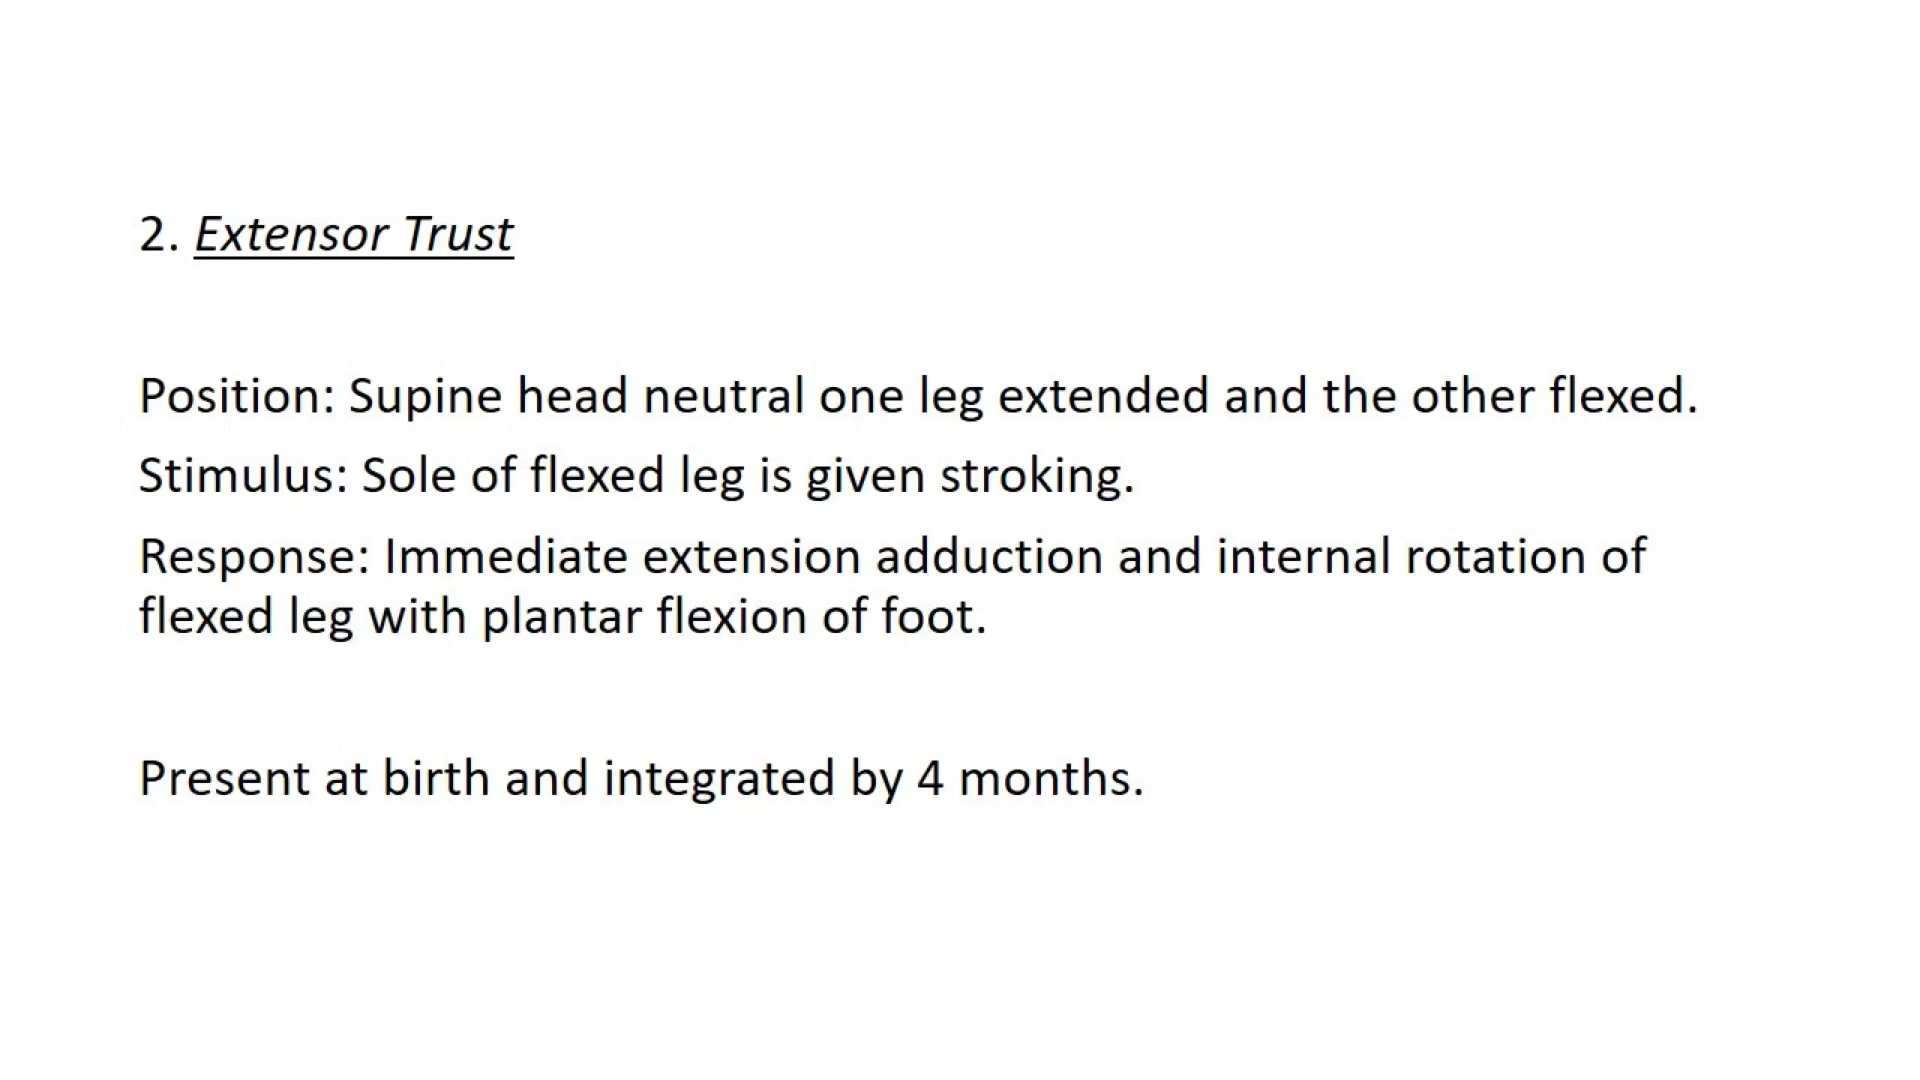 2. Extensor Trust
Position: Supine head neutral one leg extended and the other flexed.
Stimulus: Sole of flexed leg is given stroking.
Response: Immediate extension adduction and internal rotation of
flexed leg with plantar flexion of foot.
Present at birth and integrated by 4 months.